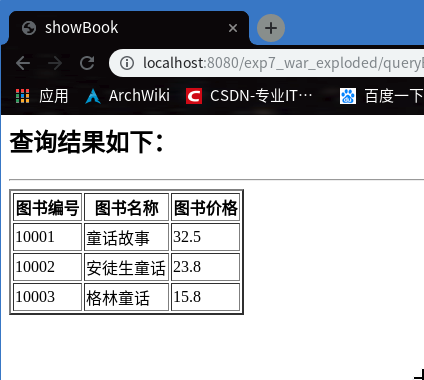 showBook
localhost:8080/exp7_war_exploded/query
应用 ArchWiki CSDN-专业IT… 百度一下
查询结果如下：
图书编号 图书名称 图书价格
10001 童话故事 32.5
10002 安徒生童话 23.8
10003 格林童话 15.8